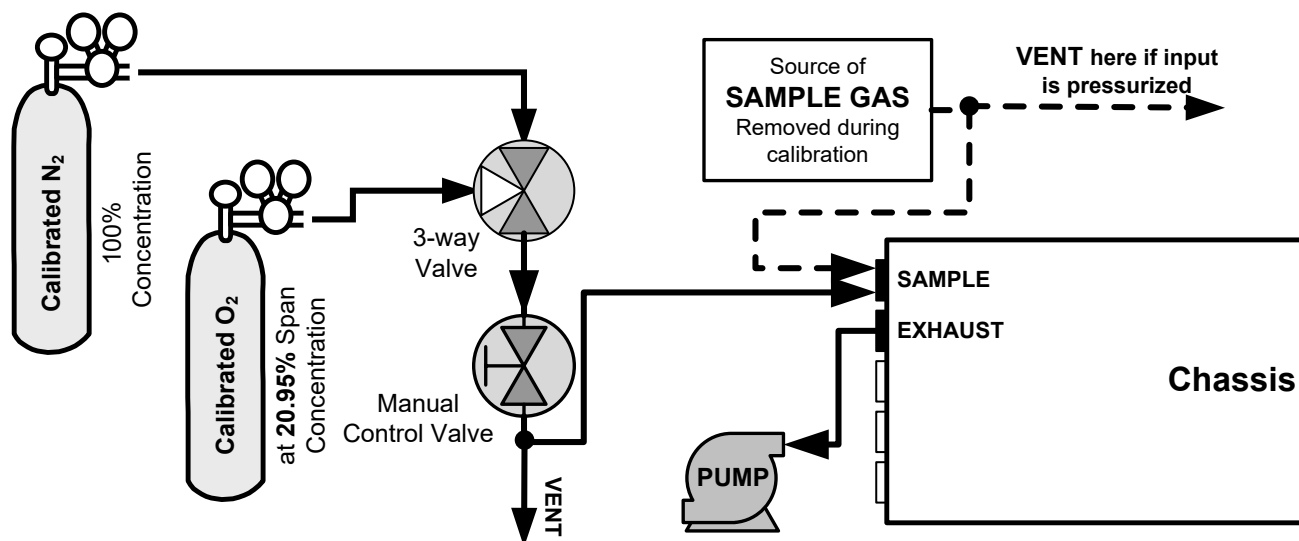 Calibrated N₂
100%
Concentration
Calibrated O₂
at 20.95% Span
Concentration
3-way
Valve
Manual
Control Valve
VENT
Source of
SAMPLE GAS
Removed during
calibration
VENT here if input
is pressurized
SAMPLE
EXHAUST
Chassis
PUMP